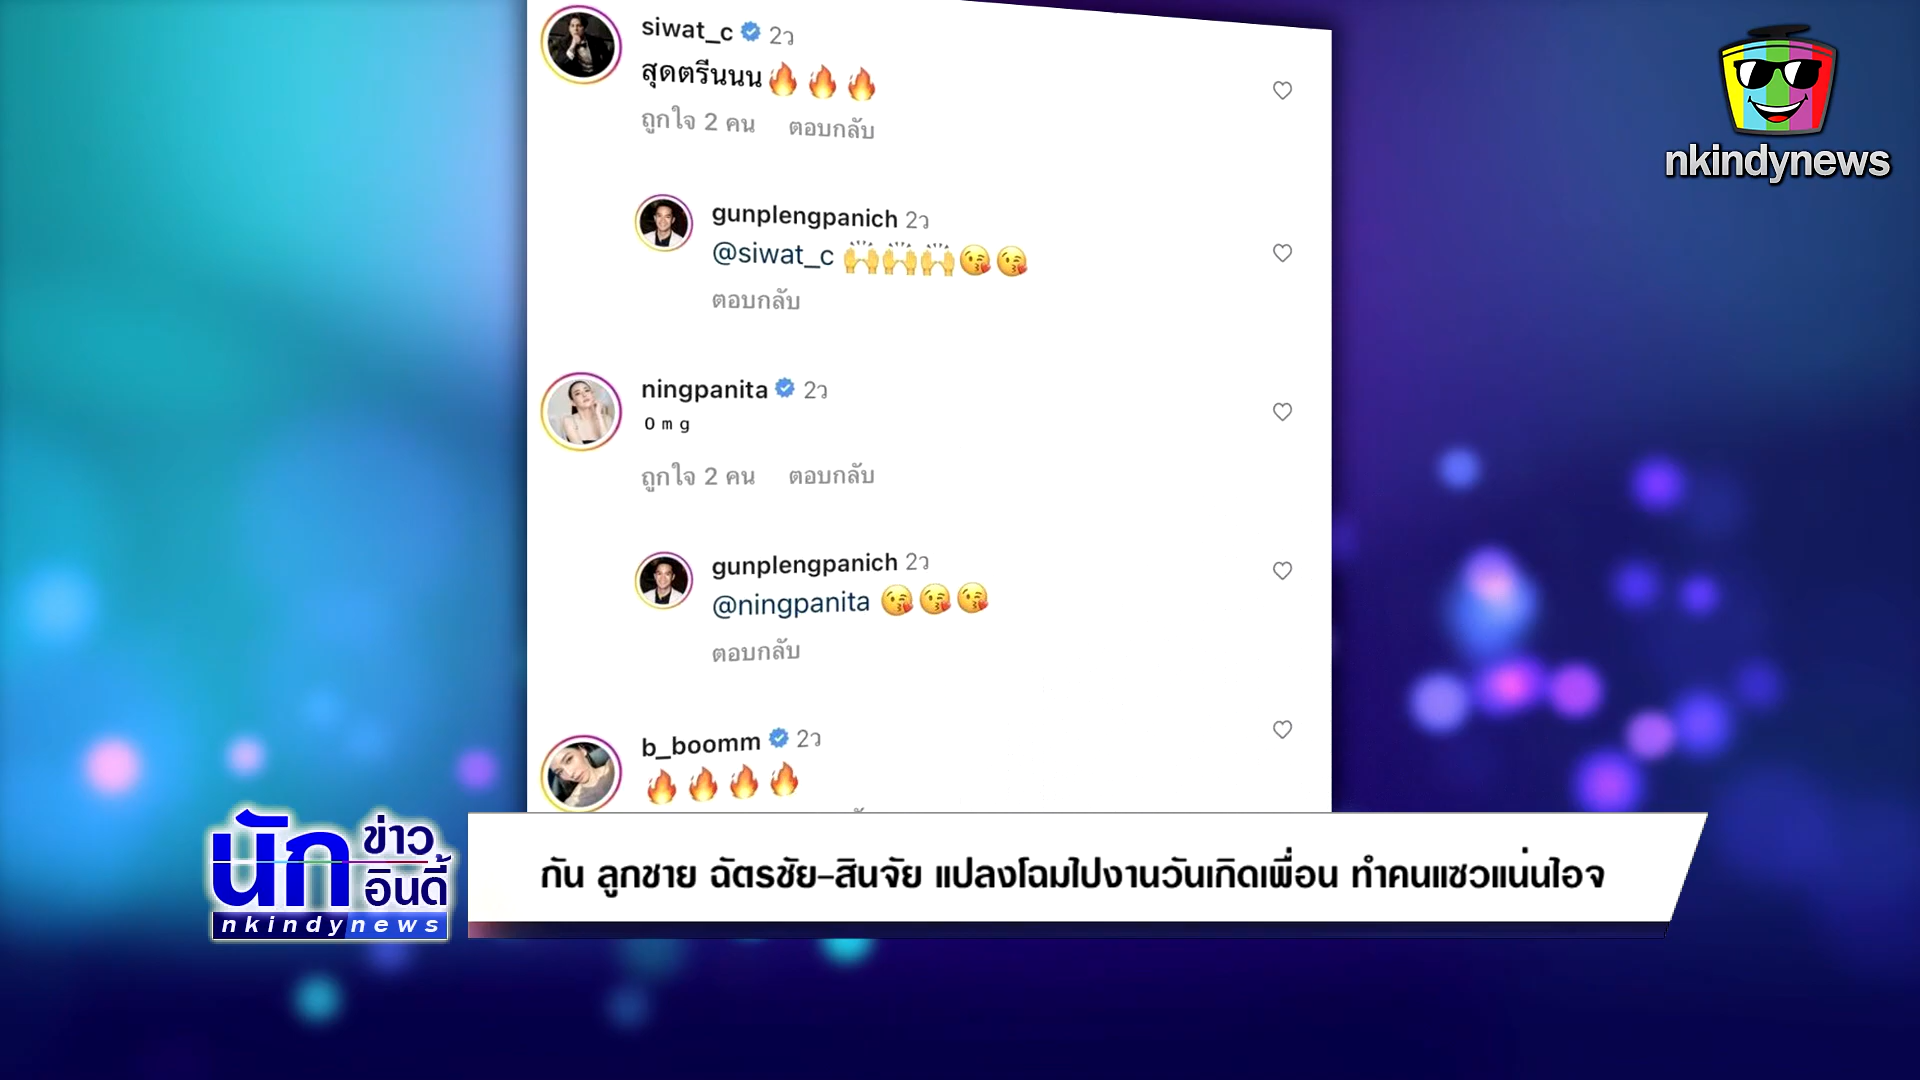 siwat_c 2ว
สุดตรีนนน🔥🔥🔥
ถูกใจ 2 คน ตอบกลับ
gunplengpanich 2ว
@siwat_c 🙌🙌🙌😘😘
ตอบกลับ
ningpanita 2ว
Omg
ถูกใจ 2 คน ตอบกลับ
gunplengpanich 2ว
@ningpanita 😘😘😘
ตอบกลับ
b_boomm 2ว
🔥🔥🔥🔥
nkindynews
นักข่าวอินดี้
nkindynews
กัน ลูกชาย ฉัตรชัย-สินจัย แปลงโฉมไปงานวันเกิดเพื่อน ทำคนแซวแน่นไอจ